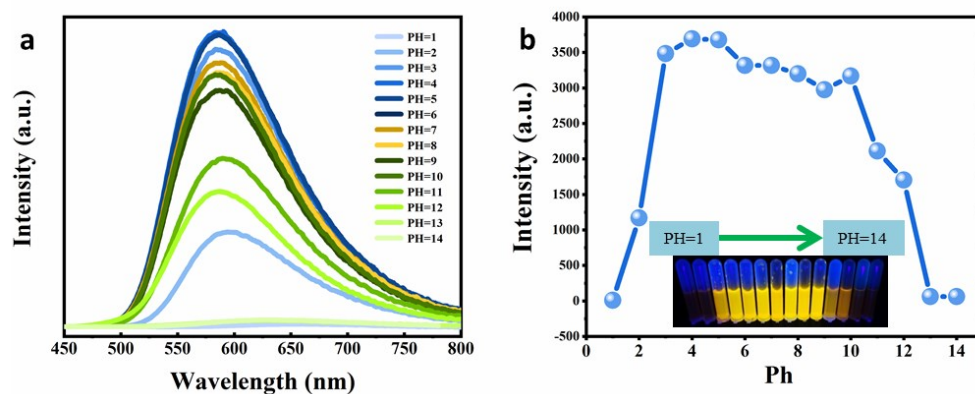 a
PH=1
PH=2
PH=3
PH=4
PH=5
PH=6
PH=7
PH=8
PH=9
PH=10
PH=11
PH=12
PH=13
PH=14
Intensity (a.u.)
450 500 550 600 650 700 750 800
Wavelength (nm)
b
4000
3500
3000
2500
2000
1500
1000
500
0
-500
Intensity (a.u.)
PH=1 PH=14
0 2 4 6 8 10 12 14
Ph